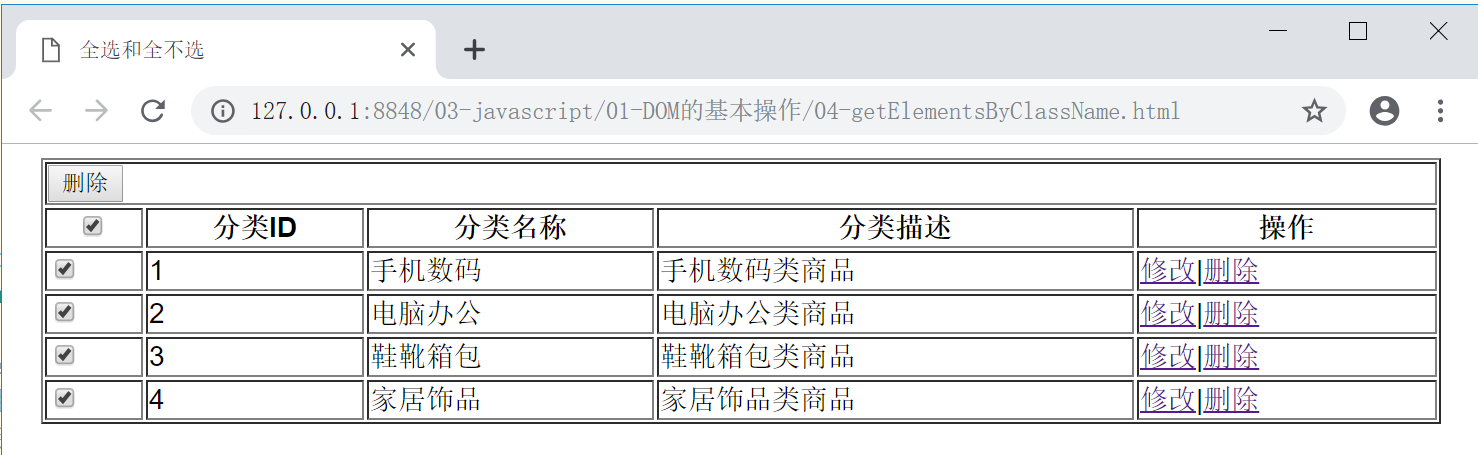 全选和全不选
127.0.0.1:8848/03-javascript/01-DOM的基本操作/04-getElementsByClassName.html
删除
分类ID 分类名称 分类描述 操作
1 手机数码 手机数码类商品 修改|删除
2 电脑办公 电脑办公类商品 修改|删除
3 鞋靴箱包 鞋靴箱包类商品 修改|删除
4 家居饰品 家居饰品类商品 修改|删除